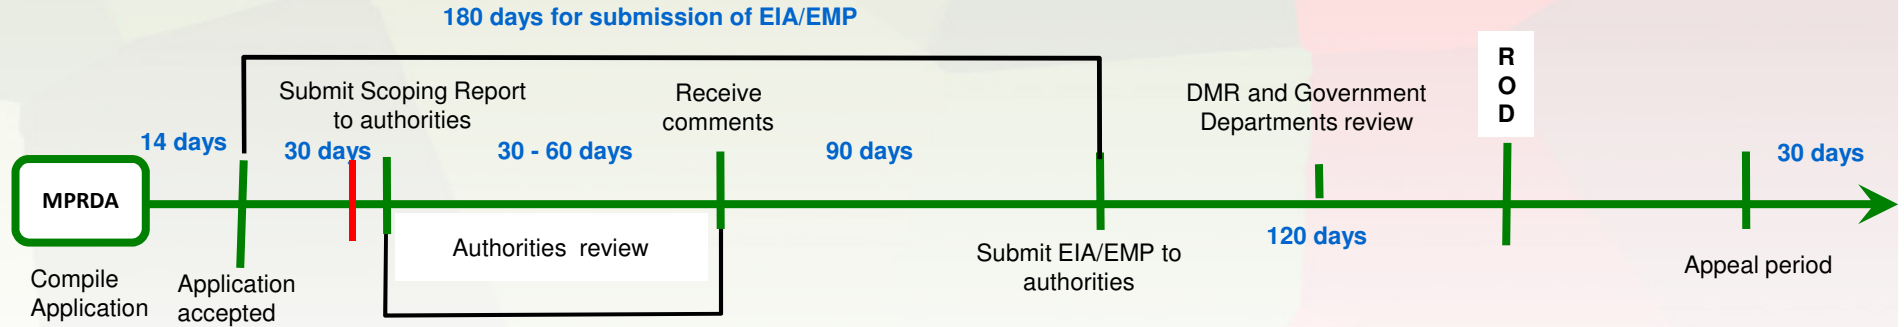 180 days for submission of EIA/EMP
Submit Scoping Report
to authorities
Receive
comments
DMR and Government
Departments review
R
O
D
14 days
30 days
30 - 60 days
90 days
30 days
MPRDA
Authorities review
120 days
Submit EIA/EMP to
authorities
Appeal period
Compile
Application
Application
accepted